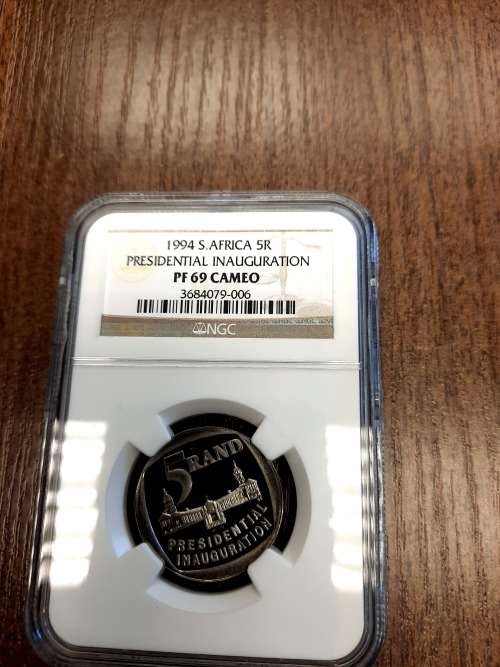 1994 S.AFRICA 5R
PRESIDENTIAL INAUGURATION
PF 69 CAMEO
3684079-006
NGC
5 RAND
PRESIDENTIAL
INAUGURATION